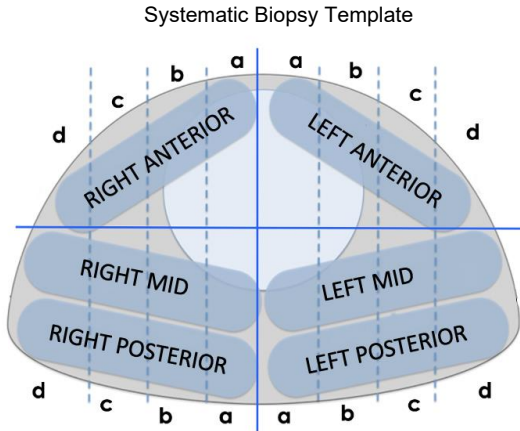 Systematic Biopsy Template
a a
b b
c c
d d
RIGHT ANTERIOR LEFT ANTERIOR
RIGHT MID LEFT MID
RIGHT POSTERIOR LEFT POSTERIOR
d c b a a b c d